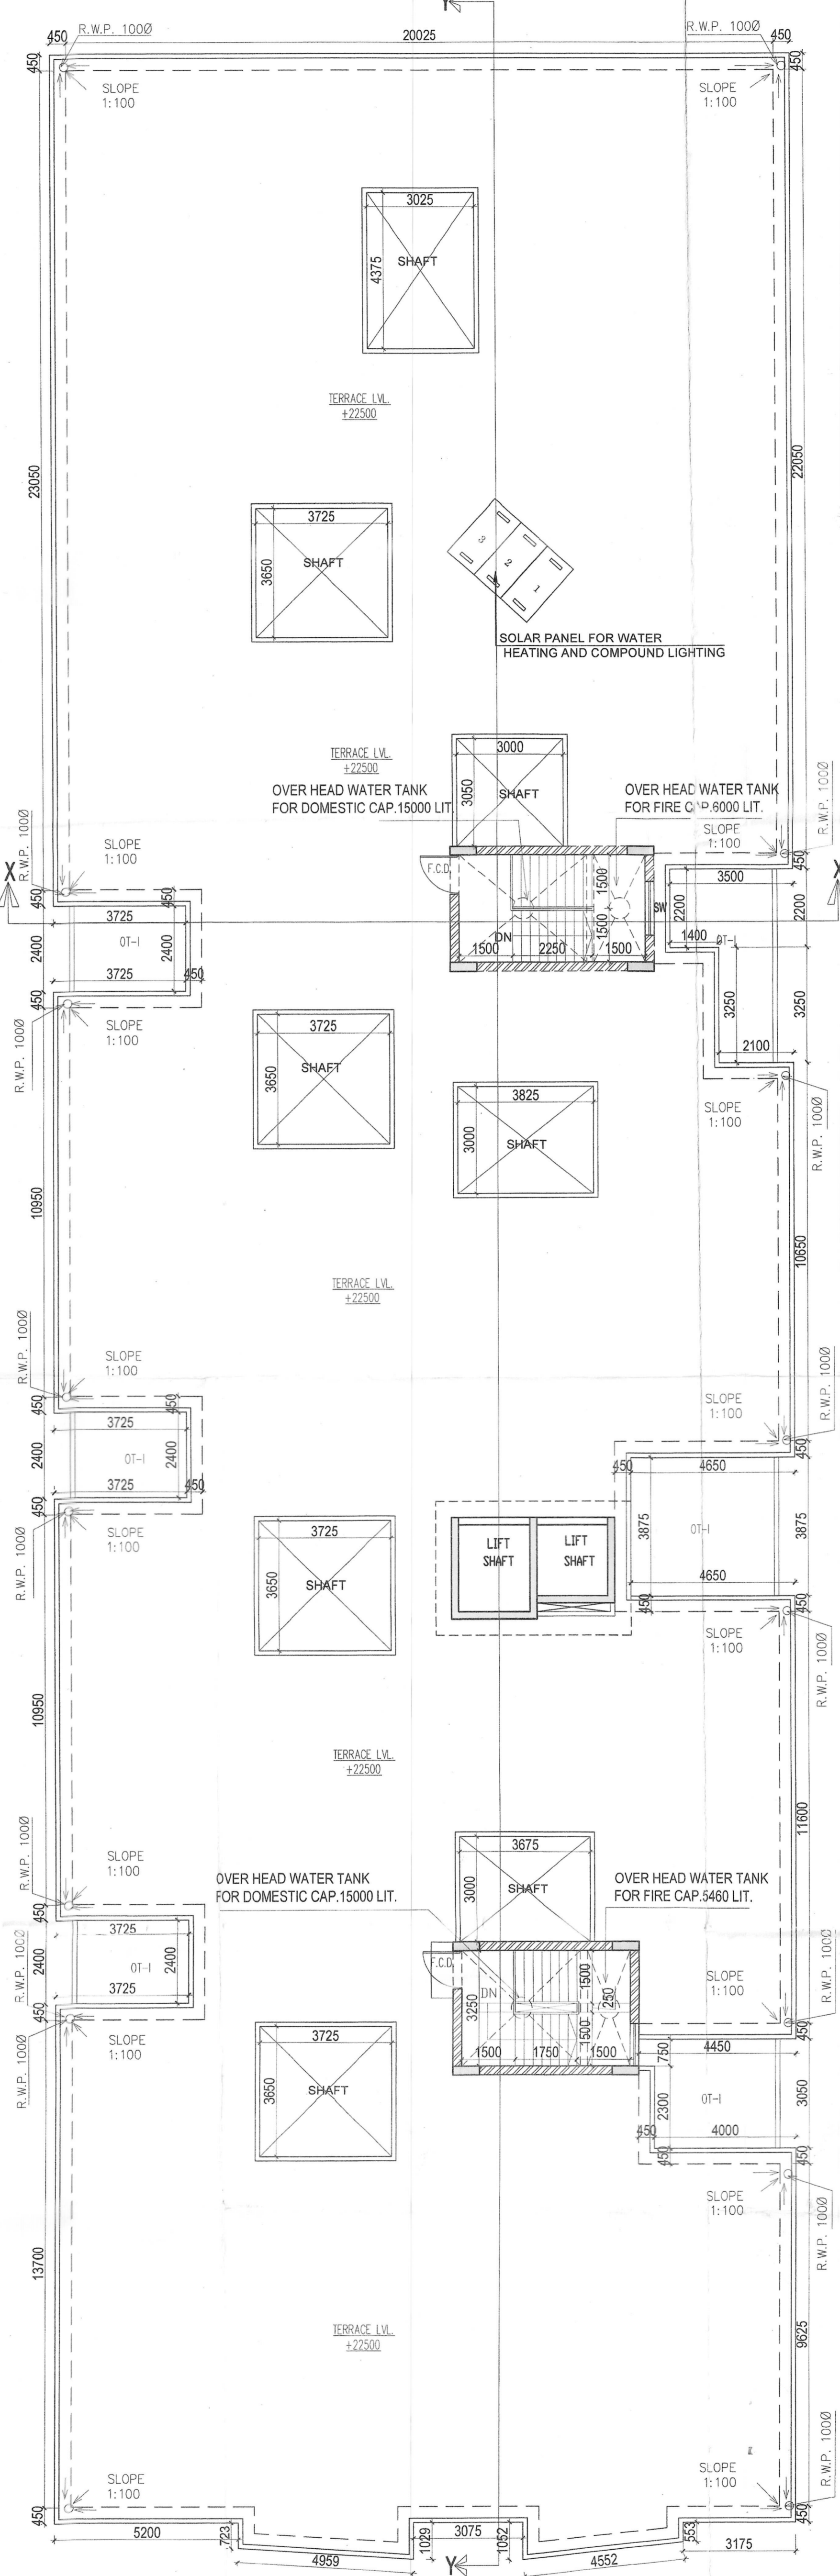 Y
450
R.W.P. 100Ø
20025
R.W.P. 100Ø
450
450
450
SLOPE
1:100
SLOPE
1:100
3025
4375
SHAFT
TERRACE LVL.
+22500
23050
22050
3725
3650
SHAFT
3
2
1
SOLAR PANEL FOR WATER
HEATING AND COMPOUND LIGHTING
TERRACE LVL.
+22500
3000
3050
SHAFT
OVER HEAD WATER TANK
FOR DOMESTIC CAP.15000 LIT.
OVER HEAD WATER TANK
FOR FIRE CAP.6000 LIT.
R.W.P. 100Ø
SLOPE
1:100
SLOPE
1:100
R.W.P. 100Ø
X
X
F.C.D.
450
450
450
3725
OT-I
2400
2400
3725
450
450
1500
1500
DN
1500
2250
1500
SW
3500
2200
2200
OT-I
1400
3250
3250
2100
R.W.P. 100Ø
SLOPE
1:100
3725
3650
SHAFT
3825
3000
SHAFT
SLOPE
1:100
R.W.P. 100Ø
10950
10650
TERRACE LVL.
+22500
R.W.P. 100Ø
SLOPE
1:100
SLOPE
1:100
R.W.P. 100Ø
450
450
450
3725
2400
OT-I
2400
3725
450
450
450
4650
3875
OT-I
3875
4650
450
450
R.W.P. 100Ø
SLOPE
1:100
3725
3650
SHAFT
LIFT
SHAFT
LIFT
SHAFT
SLOPE
1:100
R.W.P. 100Ø
10950
11600
TERRACE LVL.
+22500
R.W.P. 100Ø
SLOPE
1:100
OVER HEAD WATER TANK
FOR DOMESTIC CAP.15000 LIT.
3675
3000
SHAFT
OVER HEAD WATER TANK
FOR FIRE CAP.5460 LIT.
450
3725
2400
OT-I
2400
3725
450
R.W.P. 100Ø
R.W.P. 100Ø
F.C.D.
DN
3250
1500
250
1500
1500
1750
1500
SLOPE
1:100
R.W.P. 100Ø
450
4450
750
2300
OT-I
3050
450
4000
450
450
SLOPE
1:100
3725
3650
SHAFT
SLOPE
1:100
R.W.P. 100Ø
13700
9625
TERRACE LVL.
+22500
SLOPE
1:100
SLOPE
1:100
R.W.P. 100Ø
450
450
5200
723
4959
1029
3075
1052
4552
553
3175
Y